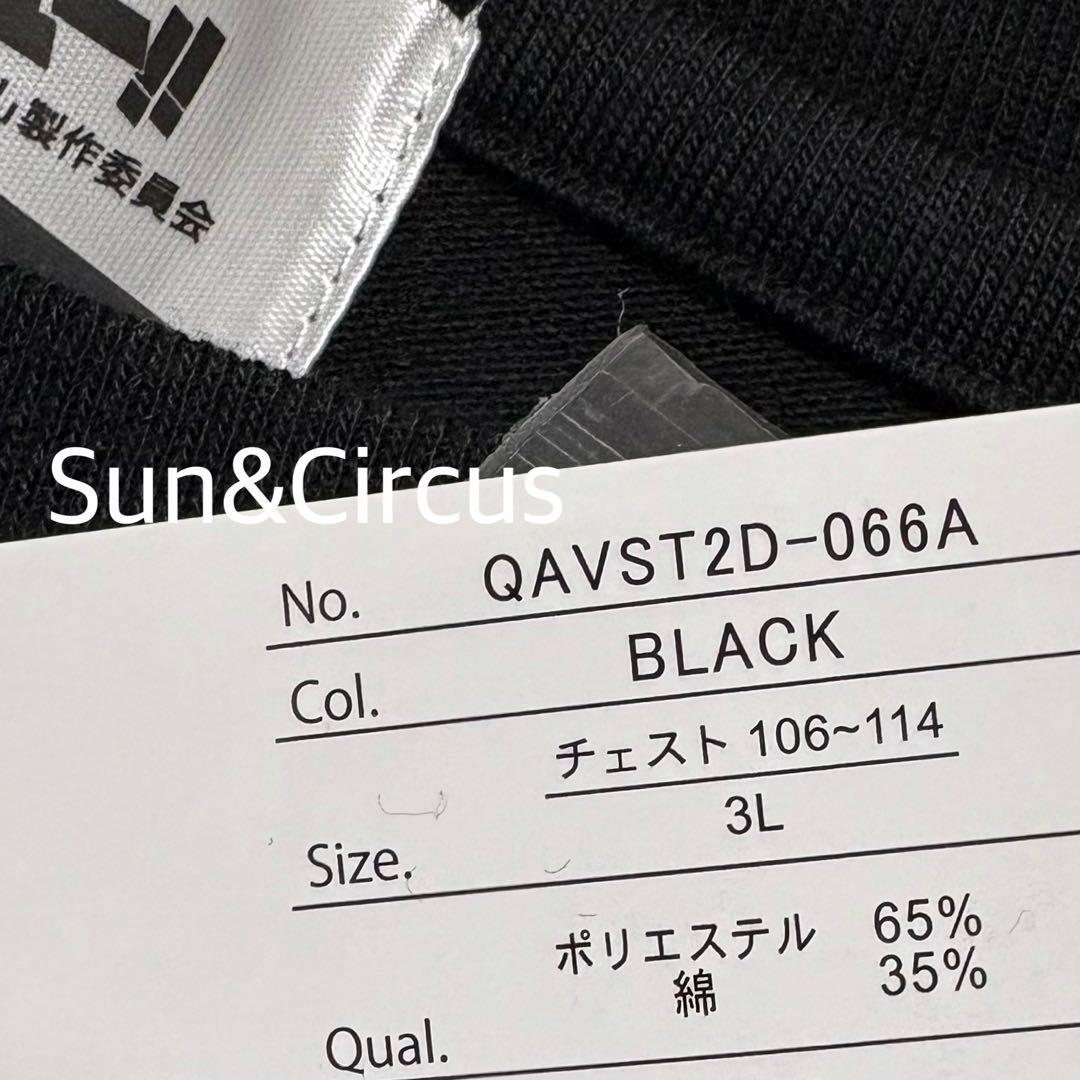 !!
製作委員会
Sun&Circus
No. QAVST2D-066A
Col. BLACK
チェスト 106~114
3L
Size.
ポリエステル 65%
綿 35%
Qual.